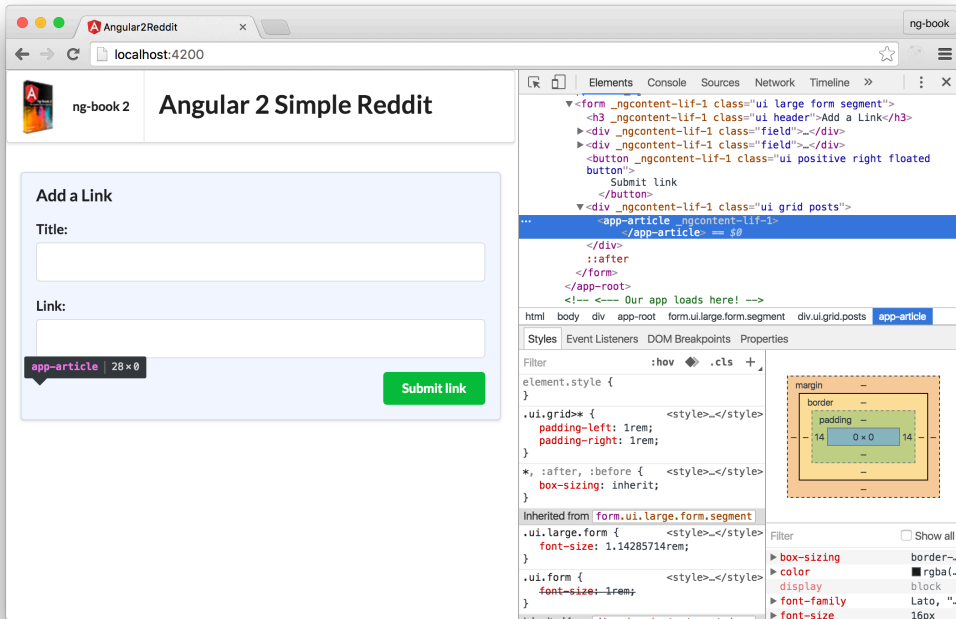 Angular2Reddit
ng-book
localhost:4200
ng-book 2
Angular 2 Simple Reddit
Add a Link
Title:
Link:
app-article 28×0
Submit link
Elements Console Sources Network Timeline »
▼<form _ngcontent-lif-1 class="ui large form segment">
<h3 _ngcontent-lif-1 class="ui header">Add a Link</h3>
▶<div _ngcontent-lif-1 class="field">…</div>
▶<div _ngcontent-lif-1 class="field">…</div>
<button _ngcontent-lif-1 class="ui positive right floated
button">
Submit link
</button>
▼<div _ngcontent-lif-1 class="ui grid posts">
… <app-article _ngcontent-lif-1>
</app-article> == $0
</div>
::after
</form>
</app-root>
<!-- <--- Our app loads here! -->
html body div app-root form.ui.large.form.segment div.ui.grid.posts app-article
Styles Event Listeners DOM Breakpoints Properties
Filter :hov .cls +
element.style {
}
.ui.grid>* { <style>…</style>
padding-left: 1rem;
padding-right: 1rem;
}
*, :after, :before { <style>…</style>
box-sizing: inherit;
}
Inherited from form.ui.large.form.segment
.ui.large.form { <style>…</style>
font-size: 1.14285714rem;
}
.ui.form { <style>…</style>
font-size: 1rem;
}
margin –
border –
padding –
– – 14 0 × 0 14 – –
–
–
–
Filter Show all
▶box-sizing border-…
▶color rgba(…
display block
▶font-family Lato, "…
▶font-size 16px